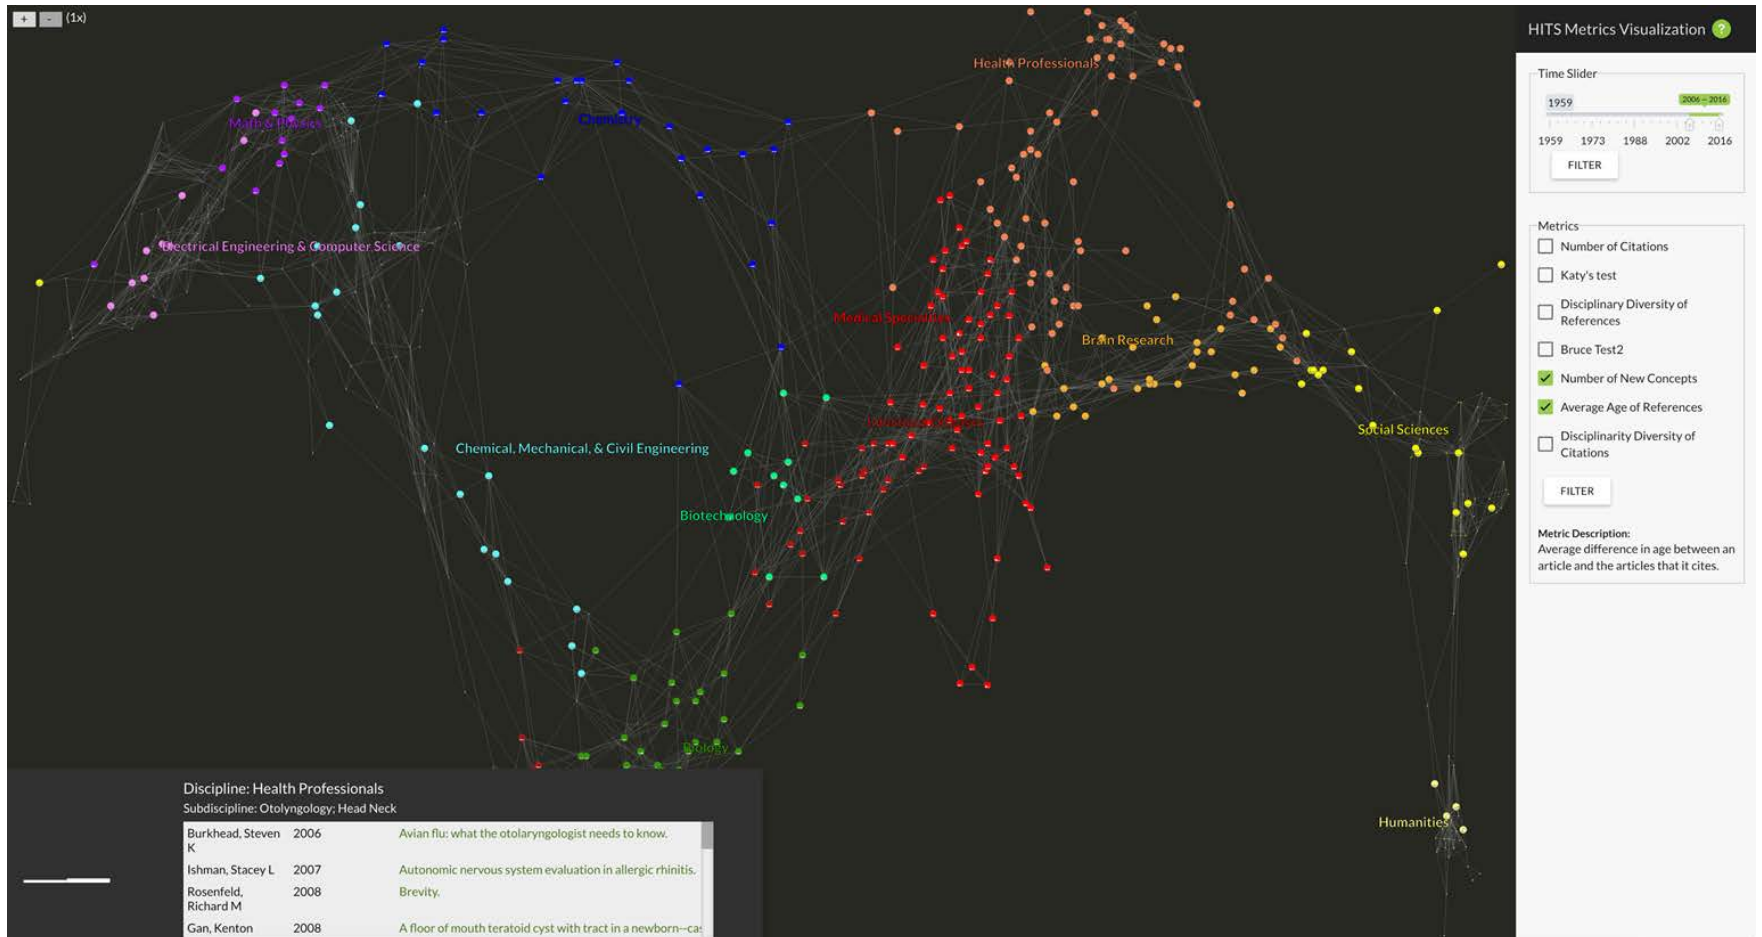 + - (1x)
HITS Metrics Visualization ?
Time Slider
1959
2006 – 2016
1959 1973 1988 2002 2016
FILTER
Metrics
Number of Citations
Katy's test
Disciplinary Diversity of
References
Bruce Test2
Number of New Concepts
Average Age of References
Disciplinarity Diversity of
Citations
FILTER
Metric Description:
Average difference in age between an
article and the articles that it cites.
Health Professionals
Math & Physics
Chemistry
Electrical Engineering & Computer Science
Medical Specialties
Brain Research
Social Sciences
Chemical, Mechanical, & Civil Engineering
Biotechnology
Biology
Humanities
Discipline: Health Professionals
Subdiscipline: Otolyngology; Head Neck
Burkhead, Steven 2006 Avian flu: what the otolaryngologist needs to know.
K
Ishman, Stacey L 2007 Autonomic nervous system evaluation in allergic rhinitis.
Rosenfeld, 2008 Brevity.
Richard M
Gan, Kenton 2008 A floor of mouth teratoid cyst with tract in a newborn--cas